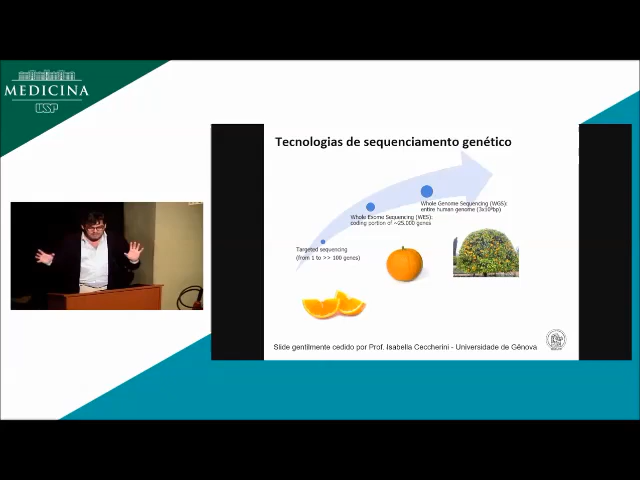 MEDICINA
USP
Tecnologias de sequenciamento genético
Whole Genome Sequencing (WGS):
entire human genome (3x10⁹bp)
Whole Exome Sequencing (WES):
coding portion of ~25.000 genes
Targeted sequencing
(from 1 to >> 100 genes)
Slide gentilmente cedido por Prof. Isabella Ceccherini - Universidade de Gênova